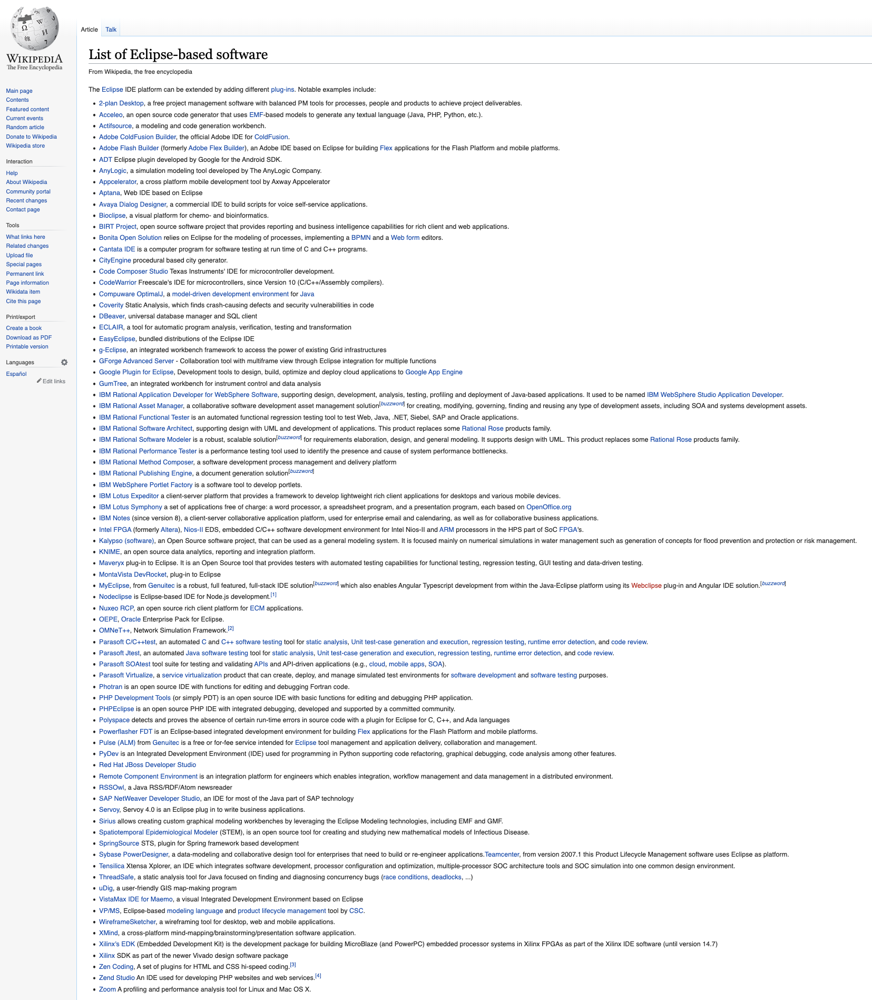 WIKIPEDIA
The Free Encyclopedia
Main page
Contents
Featured content
Current events
Random article
Donate to Wikipedia
Wikipedia store
Interaction
Help
About Wikipedia
Community portal
Recent changes
Contact page
Tools
What links here
Related changes
Upload file
Special pages
Permanent link
Page information
Wikidata item
Cite this page
Print/export
Create a book
Download as PDF
Printable version
Languages
Español
Edit links
Article Talk
List of Eclipse-based software
From Wikipedia, the free encyclopedia
The Eclipse IDE platform can be extended by adding different plug-ins. Notable examples include:
• 2-plan Desktop, a free project management software with balanced PM tools for processes, people and products to achieve project deliverables.
• Acceleo, an open source code generator that uses EMF-based models to generate any textual language (Java, PHP, Python, etc.).
• Actifsource, a modeling and code generation workbench.
• Adobe ColdFusion Builder, the official Adobe IDE for ColdFusion.
• Adobe Flash Builder (formerly Adobe Flex Builder), an Adobe IDE based on Eclipse for building Flex applications for the Flash Platform and mobile platforms.
• ADT Eclipse plugin developed by Google for the Android SDK.
• AnyLogic, a simulation modeling tool developed by The AnyLogic Company.
• Appcelerator, a cross platform mobile development tool by Axway Appcelerator
• Aptana, Web IDE based on Eclipse
• Avaya Dialog Designer, a commercial IDE to build scripts for voice self-service applications.
• Bioclipse, a visual platform for chemo- and bioinformatics.
• BIRT Project, open source software project that provides reporting and business intelligence capabilities for rich client and web applications.
• Bonita Open Solution relies on Eclipse for the modeling of processes, implementing a BPMN and a Web form editors.
• Cantata IDE is a computer program for software testing at run time of C and C++ programs.
• CityEngine procedural based city generator.
• Code Composer Studio Texas Instruments' IDE for microcontroller development.
• CodeWarrior Freescale's IDE for microcontrollers, since Version 10 (C/C++/Assembly compilers).
• Compuware OptimalJ, a model-driven development environment for Java
• Coverity Static Analysis, which finds crash-causing defects and security vulnerabilities in code
• DBeaver, universal database manager and SQL client
• ECLAIR, a tool for automatic program analysis, verification, testing and transformation
• EasyEclipse, bundled distributions of the Eclipse IDE
• g-Eclipse, an integrated workbench framework to access the power of existing Grid infrastructures
• GForge Advanced Server - Collaboration tool with multiframe view through Eclipse integration for multiple functions
• Google Plugin for Eclipse, Development tools to design, build, optimize and deploy cloud applications to Google App Engine
• GumTree, an integrated workbench for instrument control and data analysis
• IBM Rational Application Developer for WebSphere Software, supporting design, development, analysis, testing, profiling and deployment of Java-based applications. It used to be named IBM WebSphere Studio Application Developer.
• IBM Rational Asset Manager, a collaborative software development asset management solution[buzzword] for creating, modifying, governing, finding and reusing any type of development assets, including SOA and systems development assets.
• IBM Rational Functional Tester is an automated functional regression testing tool to test Web, Java, .NET, Siebel, SAP and Oracle applications.
• IBM Rational Software Architect, supporting design with UML and development of applications. This product replaces some Rational Rose products family.
• IBM Rational Software Modeler is a robust, scalable solution[buzzword] for requirements elaboration, design, and general modeling. It supports design with UML. This product replaces some Rational Rose products family.
• IBM Rational Performance Tester is a performance testing tool used to identify the presence and cause of system performance bottlenecks.
• IBM Rational Method Composer, a software development process management and delivery platform
• IBM Rational Publishing Engine, a document generation solution[buzzword]
• IBM WebSphere Portlet Factory is a software tool to develop portlets.
• IBM Lotus Expeditor a client-server platform that provides a framework to develop lightweight rich client applications for desktops and various mobile devices.
• IBM Lotus Symphony a set of applications free of charge: a word processor, a spreadsheet program, and a presentation program, each based on OpenOffice.org
• IBM Notes (since version 8), a client-server collaborative application platform, used for enterprise email and calendaring, as well as for collaborative business applications.
• Intel FPGA (formerly Altera), Nios-II EDS, embedded C/C++ software development environment for Intel Nios-II and ARM processors in the HPS part of SoC FPGA's.
• Kalypso (software), an Open Source software project, that can be used as a general modeling system. It is focused mainly on numerical simulations in water management such as generation of concepts for flood prevention and protection or risk management.
• KNIME, an open source data analytics, reporting and integration platform.
• Maveryx plug-in to Eclipse. It is an Open Source tool that provides testers with automated testing capabilities for functional testing, regression testing, GUI testing and data-driven testing.
• MontaVista DevRocket, plug-in to Eclipse
• MyEclipse, from Genuitec is a robust, full featured, full-stack IDE solution[buzzword] which also enables Angular Typescript development from within the Java-Eclipse platform using its Webclipse plug-in and Angular IDE solution.[buzzword]
• Nodeclipse is Eclipse-based IDE for Node.js development.[1]
• Nuxeo RCP, an open source rich client platform for ECM applications.
• OEPE, Oracle Enterprise Pack for Eclipse.
• OMNeT++, Network Simulation Framework.[2]
• Parasoft C/C++test, an automated C and C++ software testing tool for static analysis, Unit test-case generation and execution, regression testing, runtime error detection, and code review.
• Parasoft Jtest, an automated Java software testing tool for static analysis, Unit test-case generation and execution, regression testing, runtime error detection, and code review.
• Parasoft SOAtest tool suite for testing and validating APIs and API-driven applications (e.g., cloud, mobile apps, SOA).
• Parasoft Virtualize, a service virtualization product that can create, deploy, and manage simulated test environments for software development and software testing purposes.
• Photran is an open source IDE with functions for editing and debugging Fortran code.
• PHP Development Tools (or simply PDT) is an open source IDE with basic functions for editing and debugging PHP application.
• PHPEclipse is an open source PHP IDE with integrated debugging, developed and supported by a committed community.
• Polyspace detects and proves the absence of certain run-time errors in source code with a plugin for Eclipse for C, C++, and Ada languages
• Powerflasher FDT is an Eclipse-based integrated development environment for building Flex applications for the Flash Platform and mobile platforms.
• Pulse (ALM) from Genuitec is a free or for-fee service intended for Eclipse tool management and application delivery, collaboration and management.
• PyDev is an Integrated Development Environment (IDE) used for programming in Python supporting code refactoring, graphical debugging, code analysis among other features.
• Red Hat JBoss Developer Studio
• Remote Component Environment is an integration platform for engineers which enables integration, workflow management and data management in a distributed environment.
• RSSOwl, a Java RSS/RDF/Atom newsreader
• SAP NetWeaver Developer Studio, an IDE for most of the Java part of SAP technology
• Servoy, Servoy 4.0 is an Eclipse plug in to write business applications.
• Sirius allows creating custom graphical modeling workbenches by leveraging the Eclipse Modeling technologies, including EMF and GMF.
• Spatiotemporal Epidemiological Modeler (STEM), is an open source tool for creating and studying new mathematical models of Infectious Disease.
• SpringSource STS, plugin for Spring framework based development
• Sybase PowerDesigner, a data-modeling and collaborative design tool for enterprises that need to build or re-engineer applications.Teamcenter, from version 2007.1 this Product Lifecycle Management software uses Eclipse as platform.
• Tensilica Xtensa Xplorer, an IDE which integrates software development, processor configuration and optimization, multiple-processor SOC architecture tools and SOC simulation into one common design environment.
• ThreadSafe, a static analysis tool for Java focused on finding and diagnosing concurrency bugs (race conditions, deadlocks, ...)
• uDig, a user-friendly GIS map-making program
• VistaMax IDE for Maemo, a visual Integrated Development Environment based on Eclipse
• VP/MS, Eclipse-based modeling language and product lifecycle management tool by CSC.
• WireframeSketcher, a wireframing tool for desktop, web and mobile applications.
• XMind, a cross-platform mind-mapping/brainstorming/presentation software application.
• Xilinx's EDK (Embedded Development Kit) is the development package for building MicroBlaze (and PowerPC) embedded processor systems in Xilinx FPGAs as part of the Xilinx IDE software (until version 14.7)
• Xilinx SDK as part of the newer Vivado design software package
• Zen Coding, A set of plugins for HTML and CSS hi-speed coding.[3]
• Zend Studio An IDE used for developing PHP websites and web services.[4]
• Zoom A profiling and performance analysis tool for Linux and Mac OS X.